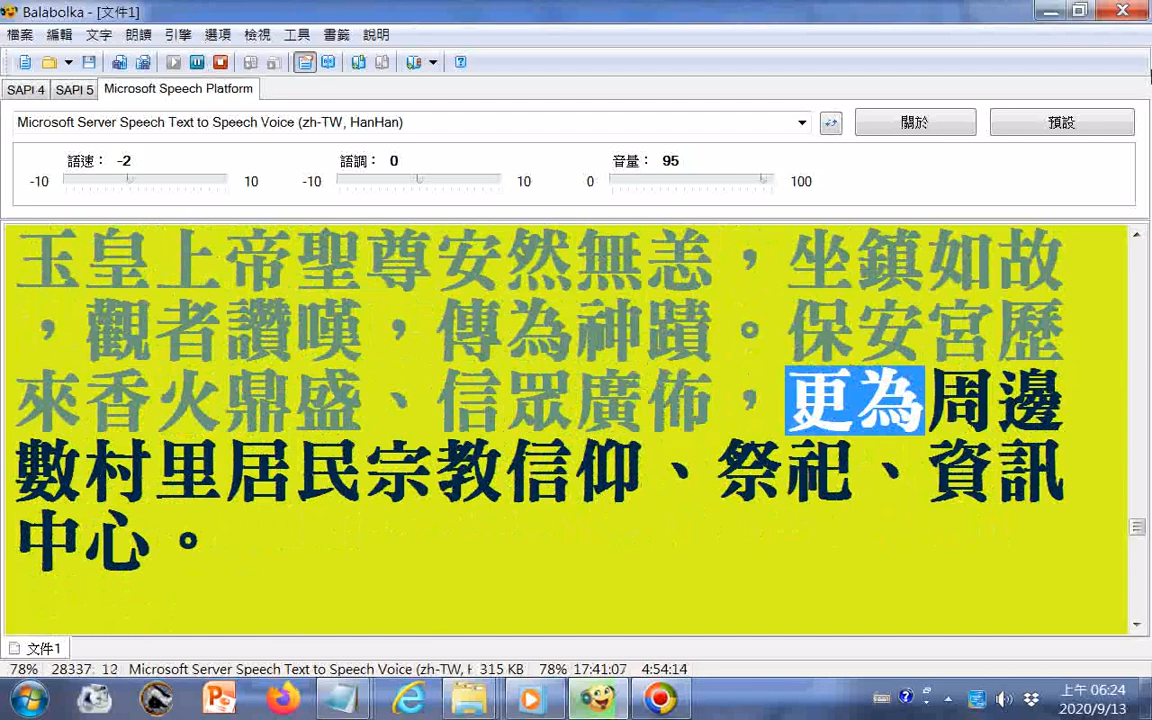 Balabolka - [文件1]
檔案 編輯 文字 朗讀 引擎 選項 檢視 工具 書籤 說明
SAPI 4 SAPI 5 Microsoft Speech Platform
Microsoft Server Speech Text to Speech Voice (zh-TW, HanHan) 關於 預設
語速： -2 語調： 0 音量： 95
-10 10 -10 10 0 100
玉皇上帝聖尊安然無恙，坐鎮如故
，觀者讚嘆，傳為神蹟。保安宮歷
來香火鼎盛、信眾廣佈，更為周邊
數村里居民宗教信仰、祭祀、資訊
中心。
文件1
78% 28337: 12 Microsoft Server Speech Text to Speech Voice (zh-TW, 315 KB 78% 17:41:07 4:54:14
上午 06:24
2020/9/13